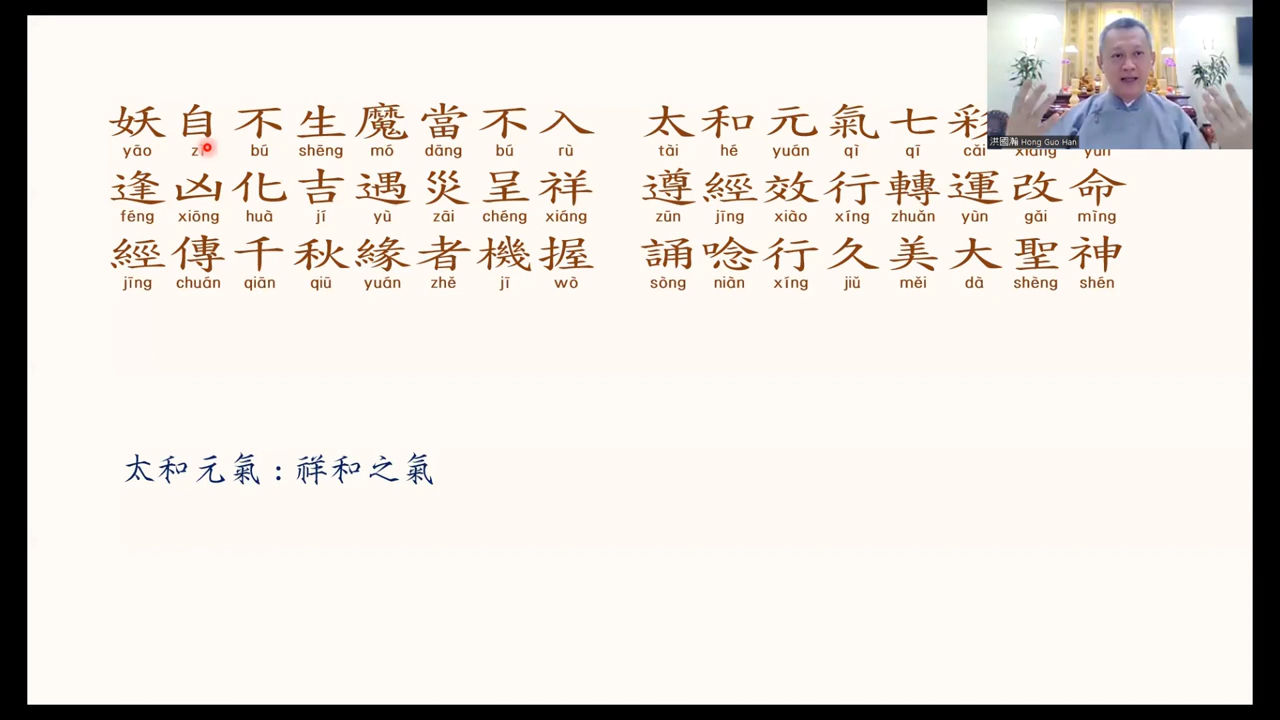 妖自不生魔當不入 太和元氣七彩
yāo bú shēng mó dāng bú rù tài hé yuán qì qī cǎi xiáng yún
逢凶化吉遇災呈祥 遵經效行轉運改命
féng xiōng huà jí yù zāi chéng xiáng zūn jīng xiào xíng zhuǎn yùn gǎi mìng
經傳千秋緣者機握 誦唸行久美大聖神
jīng chuán qiān qiū yuán zhě jī wò sòng niàn xíng jiǔ měi dà shèng shén
太和元氣：祥和之氣
洪國瀚 Hong Guo Han